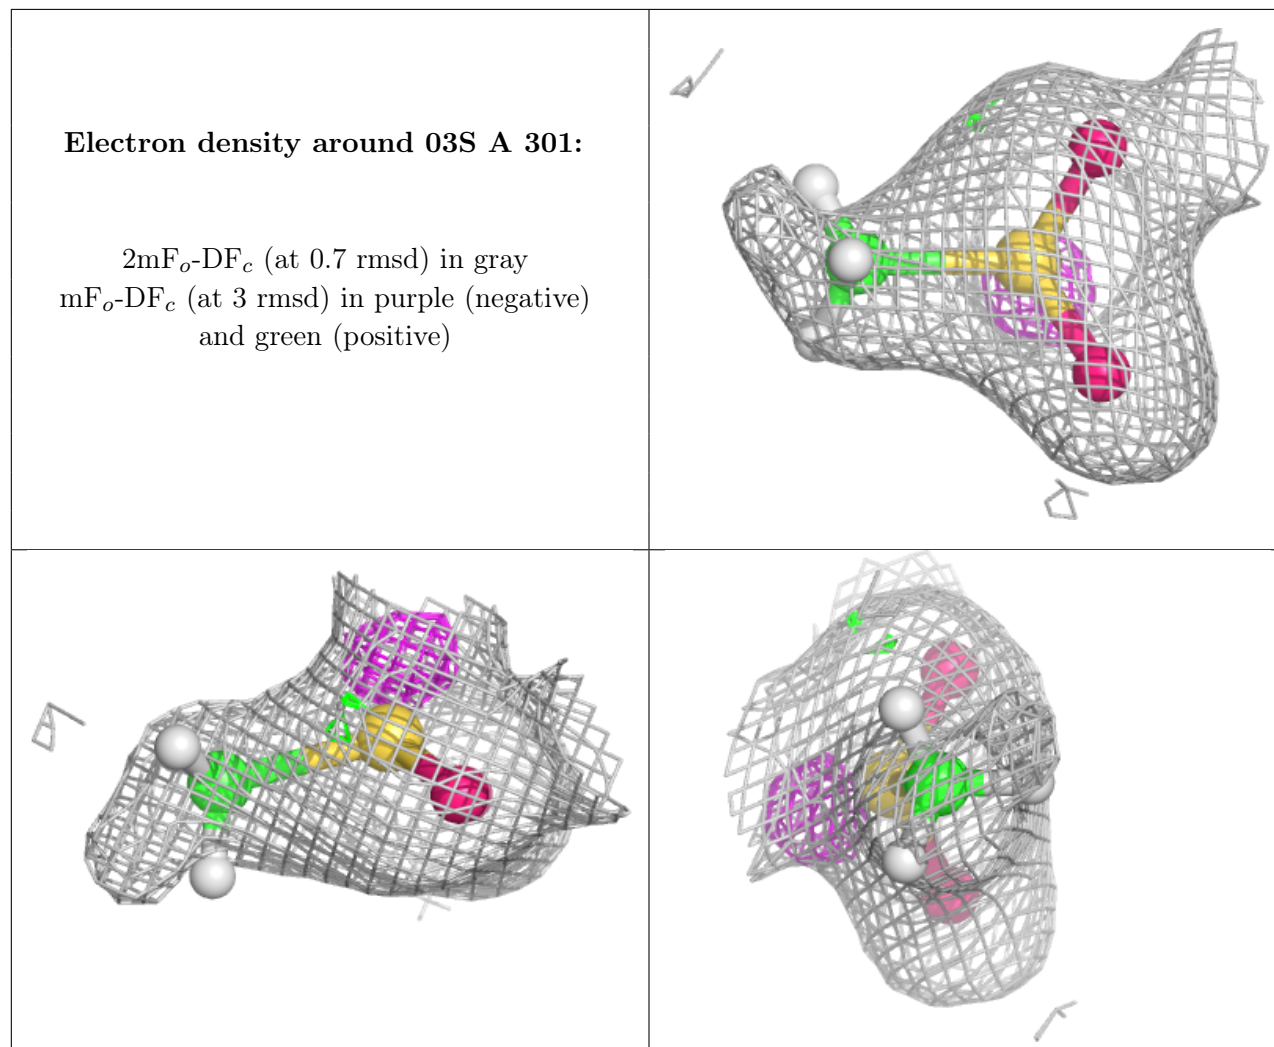 Electron density around 03S A 301:
2mFo-DFc (at 0.7 rmsd) in gray
mFo-DFc (at 3 rmsd) in purple (negative)
and green (positive)